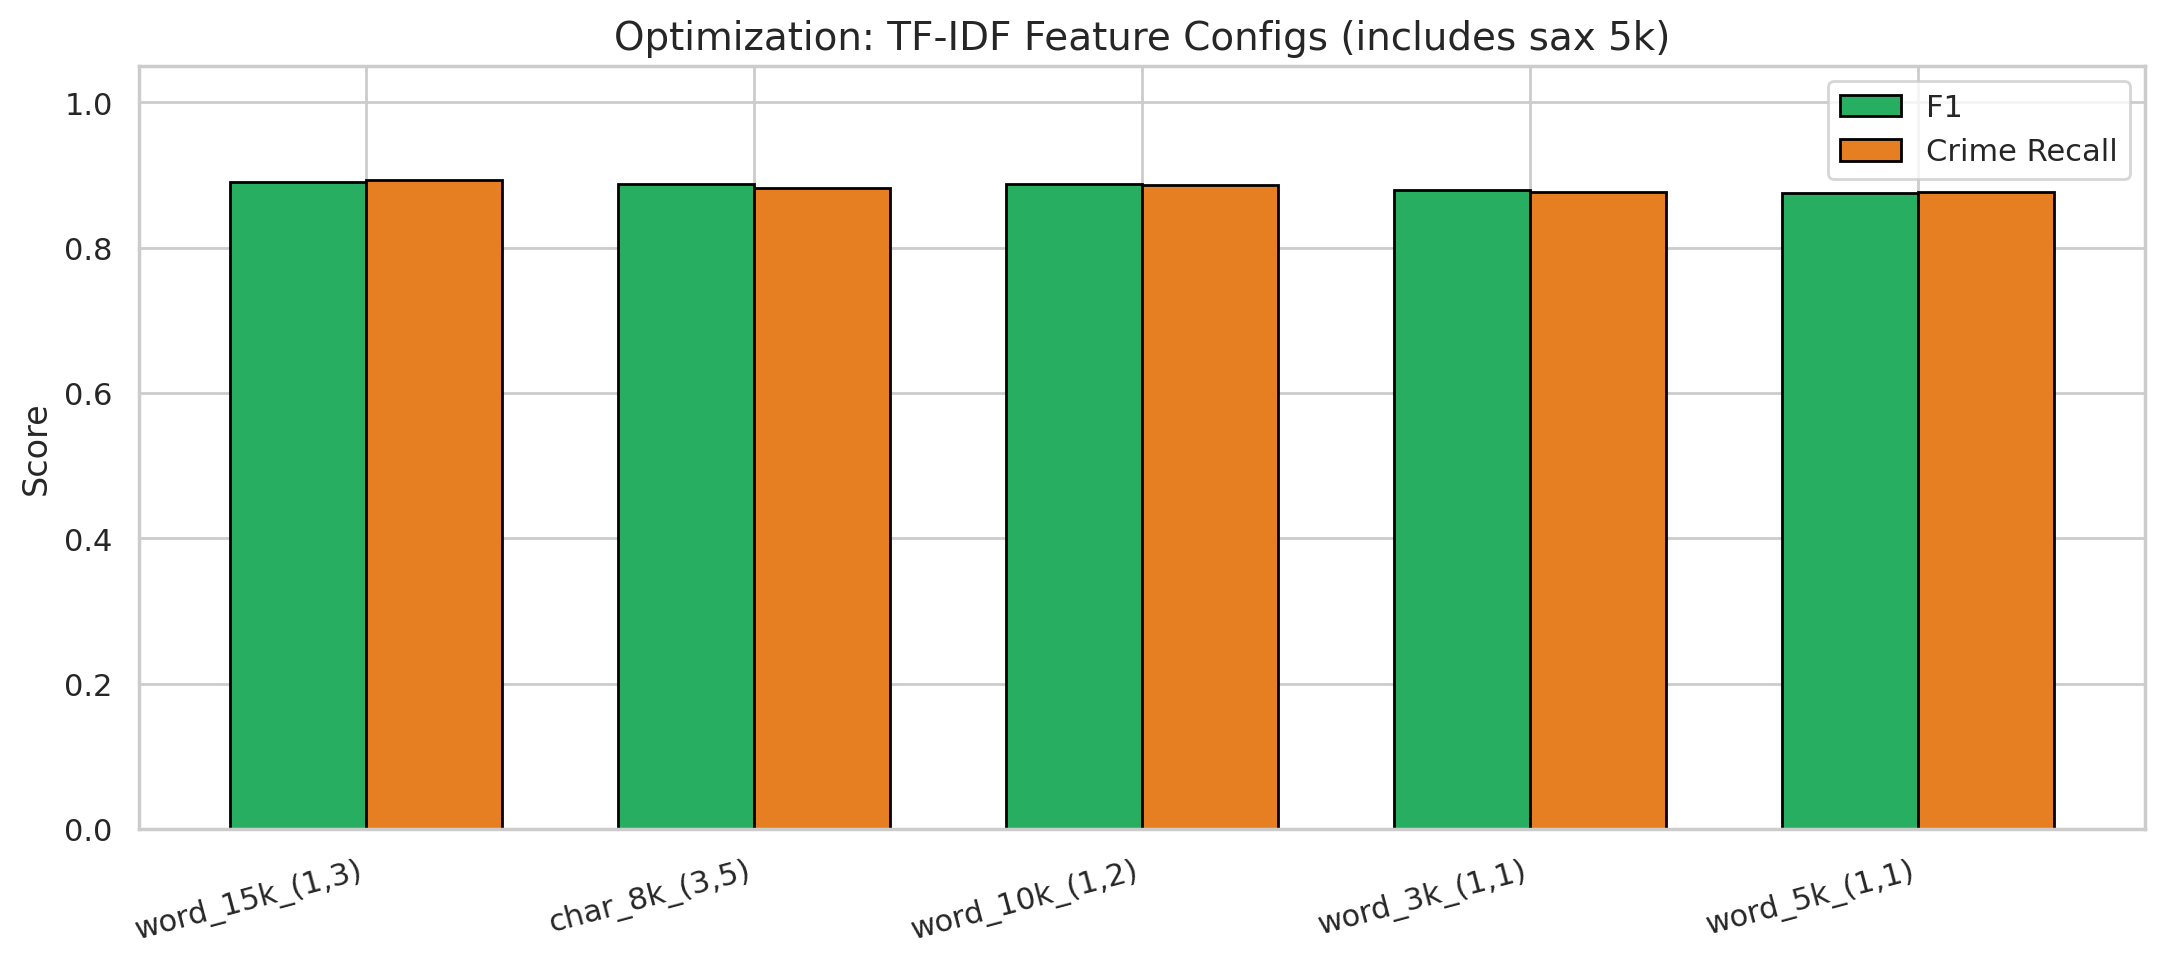 Optimization: TF-IDF Feature Configs (includes sax 5k)
F1
Crime Recall
Score
1.0
0.8
0.6
0.4
0.2
0.0
word_15k_(1,3)
char_8k_(3,5)
word_10k_(1,2)
word_3k_(1,1)
word_5k_(1,1)